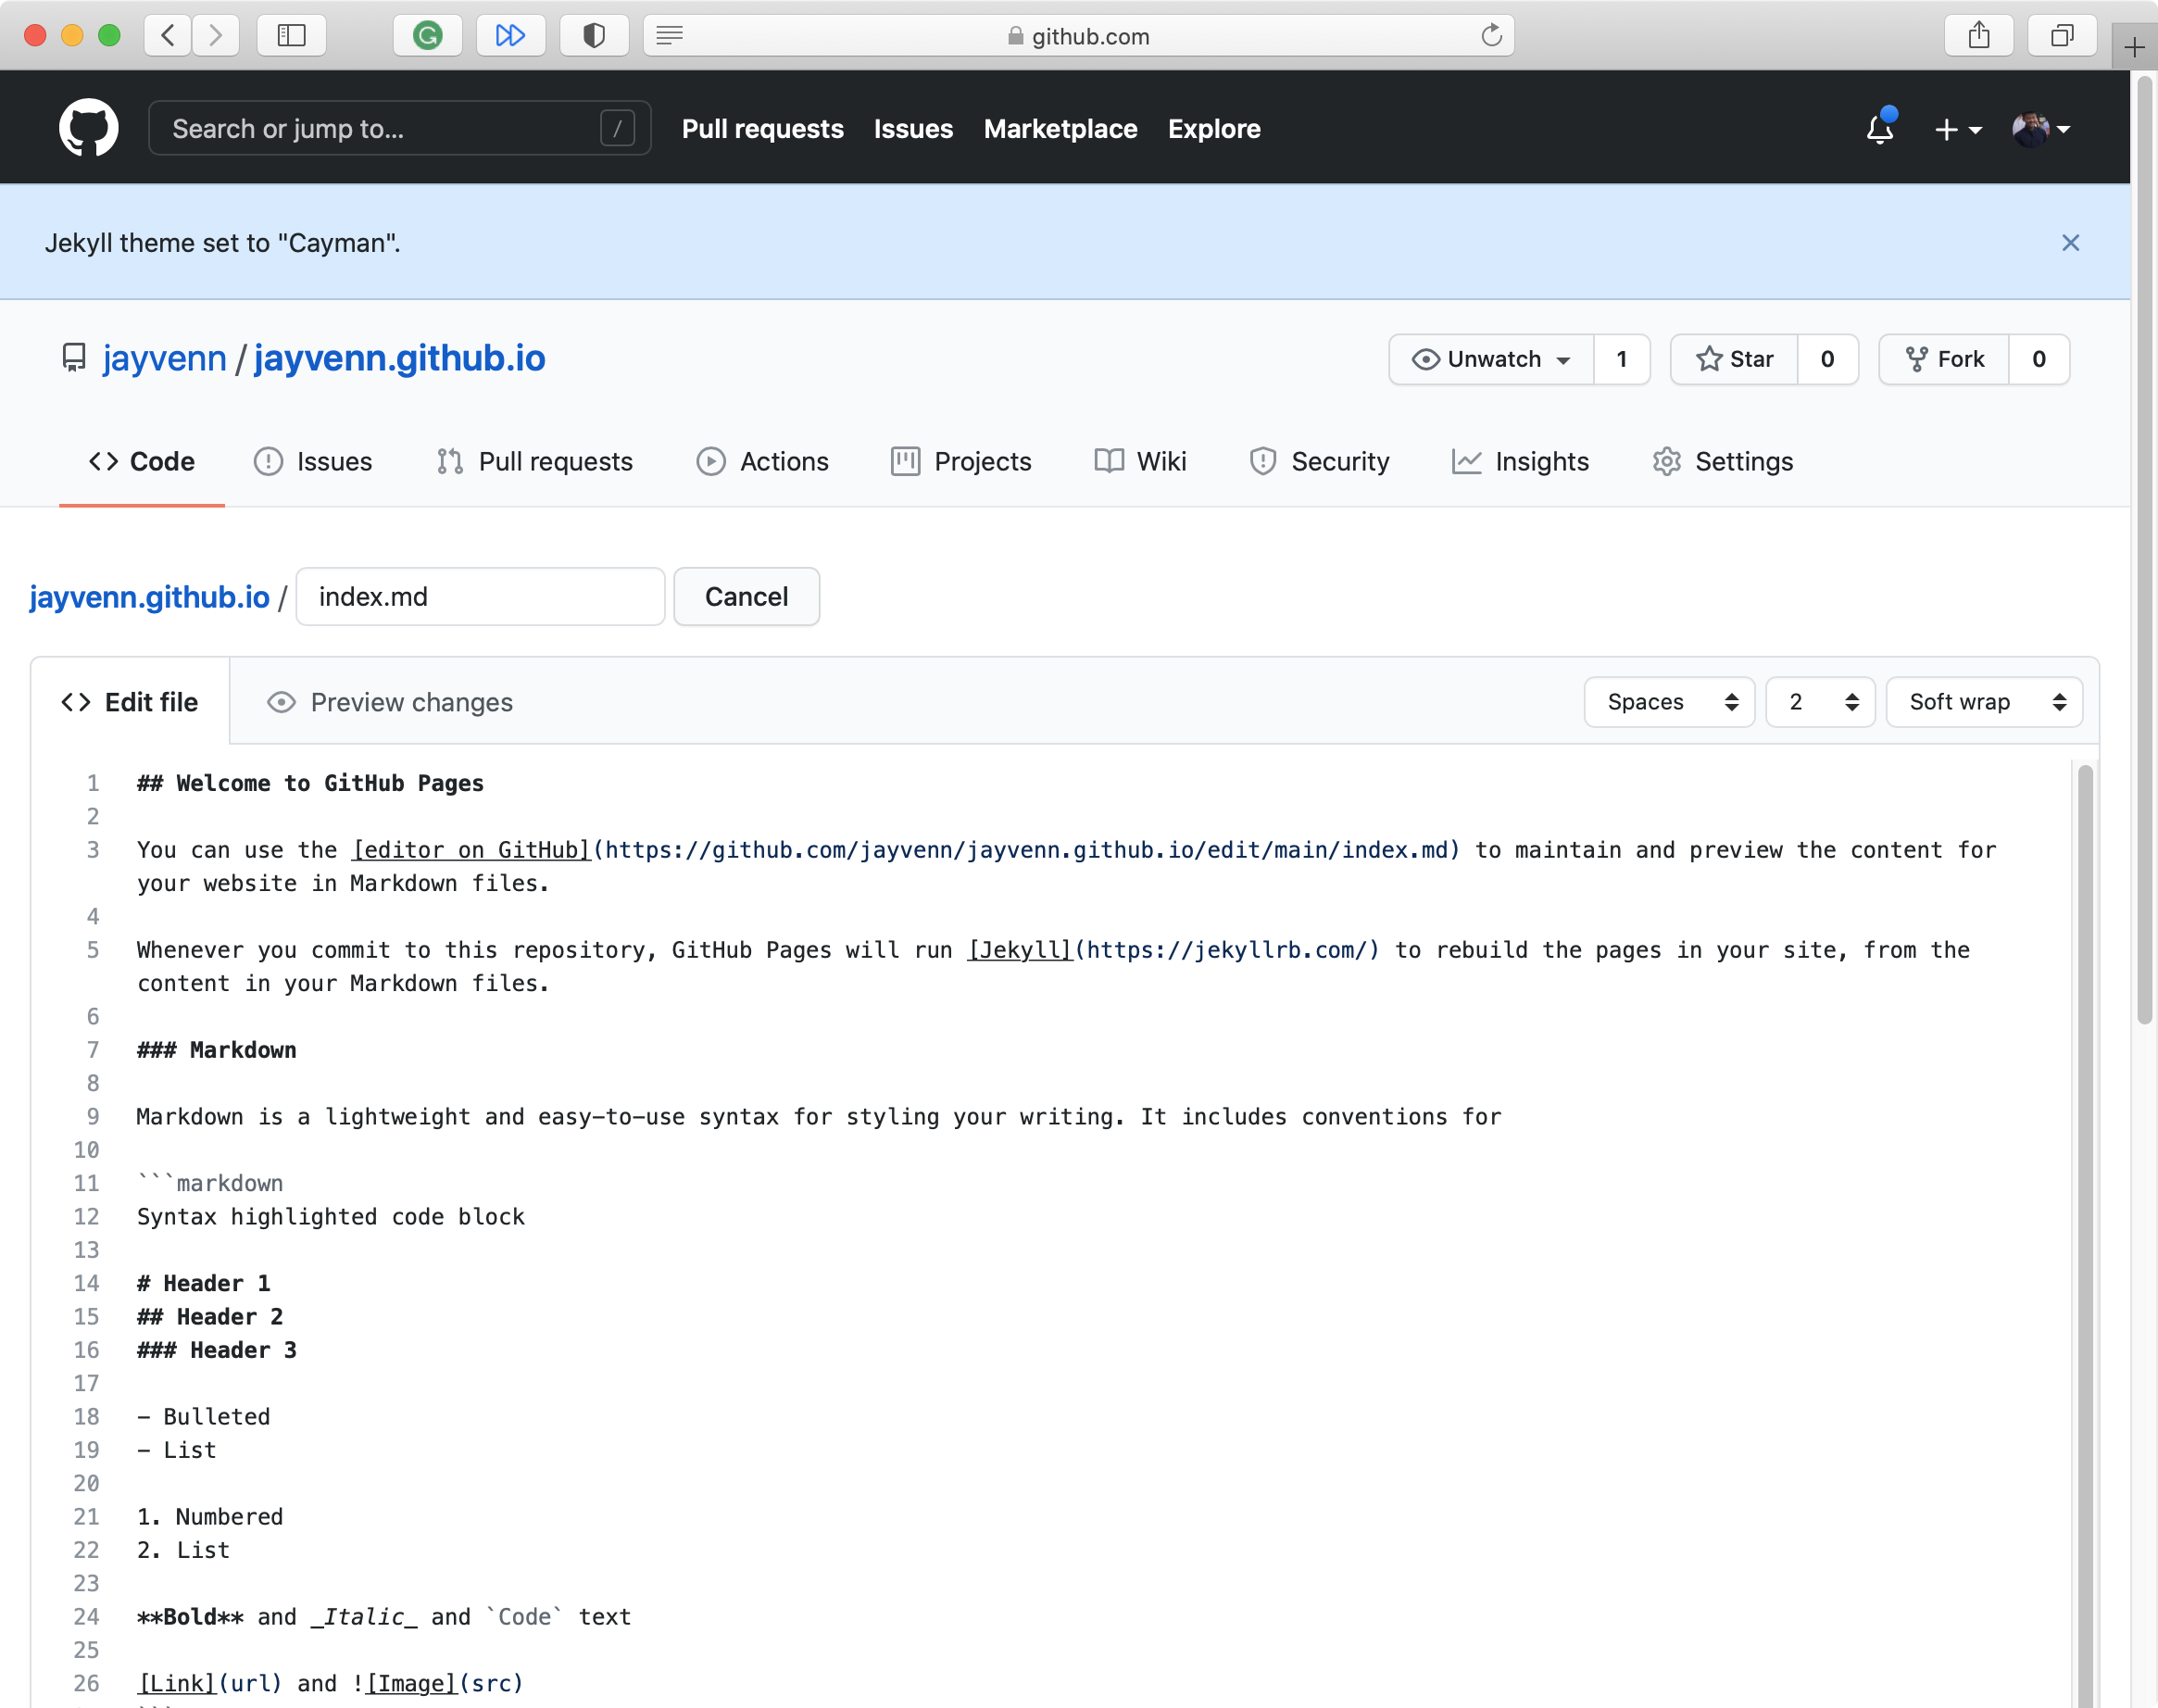 github.com
Search or jump to... /
Pull requests Issues Marketplace Explore
Jekyll theme set to "Cayman".
jayvenn / jayvenn.github.io
Unwatch 1 Star 0 Fork 0
Code Issues Pull requests Actions Projects Wiki Security Insights Settings
jayvenn.github.io / index.md Cancel
Edit file Preview changes Spaces 2 Soft wrap
1 ## Welcome to GitHub Pages
2
3 You can use the [editor on GitHub](https://github.com/jayvenn/jayvenn.github.io/edit/main/index.md) to maintain and preview the content for
your website in Markdown files.
4
5 Whenever you commit to this repository, GitHub Pages will run [Jekyll](https://jekyllrb.com/) to rebuild the pages in your site, from the
content in your Markdown files.
6
7 ### Markdown
8
9 Markdown is a lightweight and easy-to-use syntax for styling your writing. It includes conventions for
10
11 ```markdown
12 Syntax highlighted code block
13
14 # Header 1
15 ## Header 2
16 ### Header 3
17
18 - Bulleted
19 - List
20
21 1. Numbered
22 2. List
23
24 **Bold** and _Italic_ and `Code` text
25
26 [Link](url) and ![Image](src)